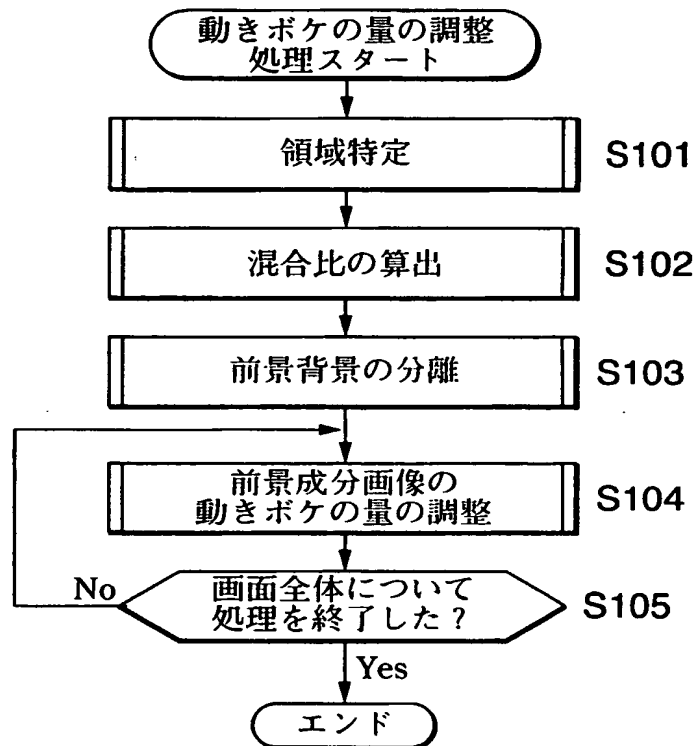 動きボケの量の調整
処理スタート
領域特定
S101
混合比の算出
S102
前景背景の分離
S103
前景成分画像の
動きボケの量の調整
S104
No
画面全体について
処理を終了した?
S105
Yes
エンド